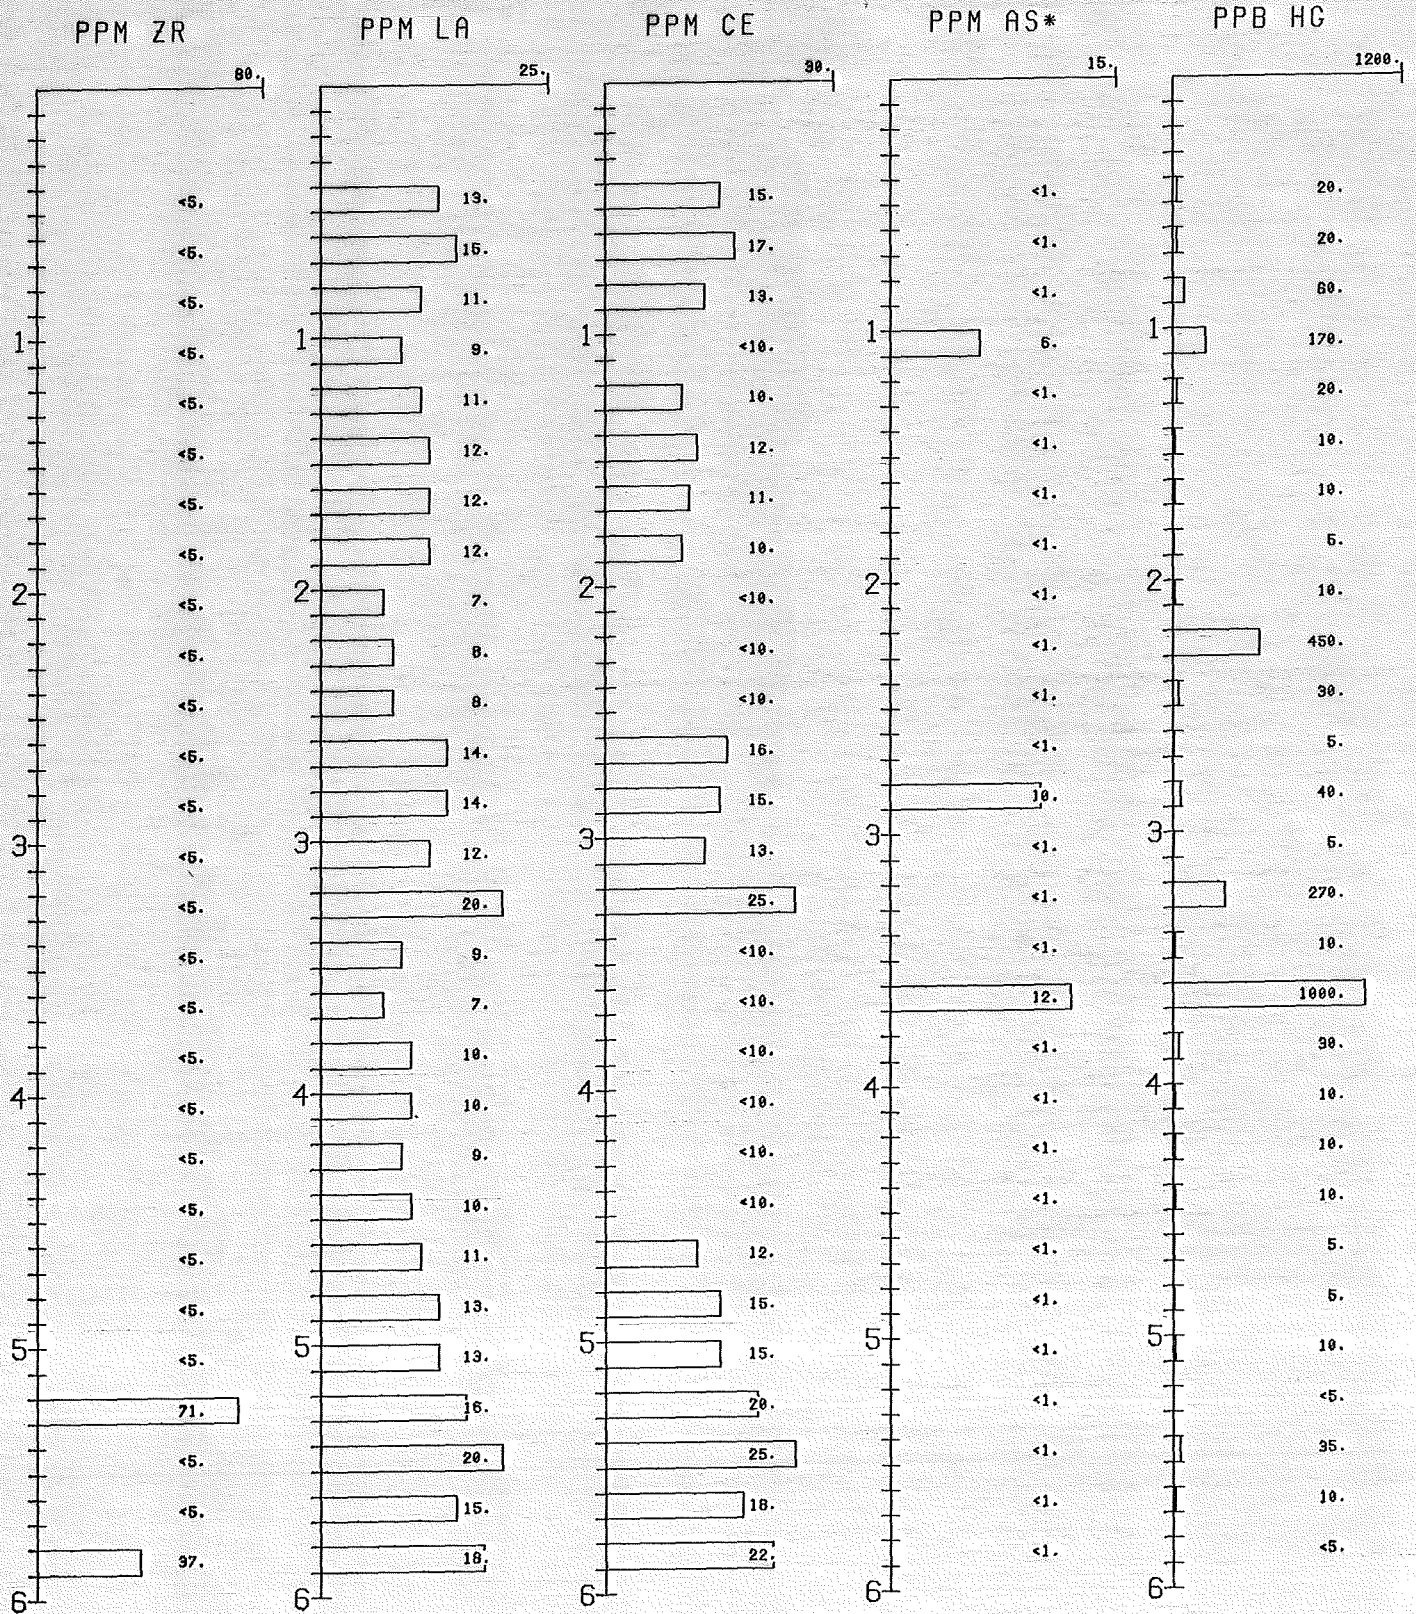 PPM ZR PPM LA PPM CE PPM AS* PPB HG
80. 25. 30. 15. 1200.
<5. 13. 15. <1. 20.
<5. 15. 17. <1. 20.
<5. 11. 13. <1. 60.
1 <5. 1 9. 1 <10. 1 6. 1 170.
<5. 11. 10. <1. 20.
<5. 12. 12. <1. 10.
<5. 12. 11. <1. 10.
<5. 12. 10. <1. 5.
2 <5. 2 7. 2 <10. 2 <1. 2 10.
<5. 8. <10. <1. 450.
<5. 8. <10. <1. 30.
<5. 14. 16. <1. 5.
<5. 14. 15. 10. 40.
3 <5. 3 12. 3 13. 3 <1. 3 5.
<5. 20. 25. <1. 270.
<5. 9. <10. <1. 10.
<5. 7. <10. 12. 1000.
<5. 10. <10. <1. 30.
4 <5. 4 10. 4 <10. 4 <1. 4 10.
<5. 9. <10. <1. 10.
<5. 10. <10. <1. 10.
<5. 11. 12. <1. 5.
<5. 13. 15. <1. 5.
5 <5. 5 13. 5 15. 5 <1. 5 10.
71. 16. 20. <1. <5.
<5. 20. 25. <1. 35.
<5. 15. 18. <1. 10.
37. 18. 22. <1. <5.
6 6 6 6 6